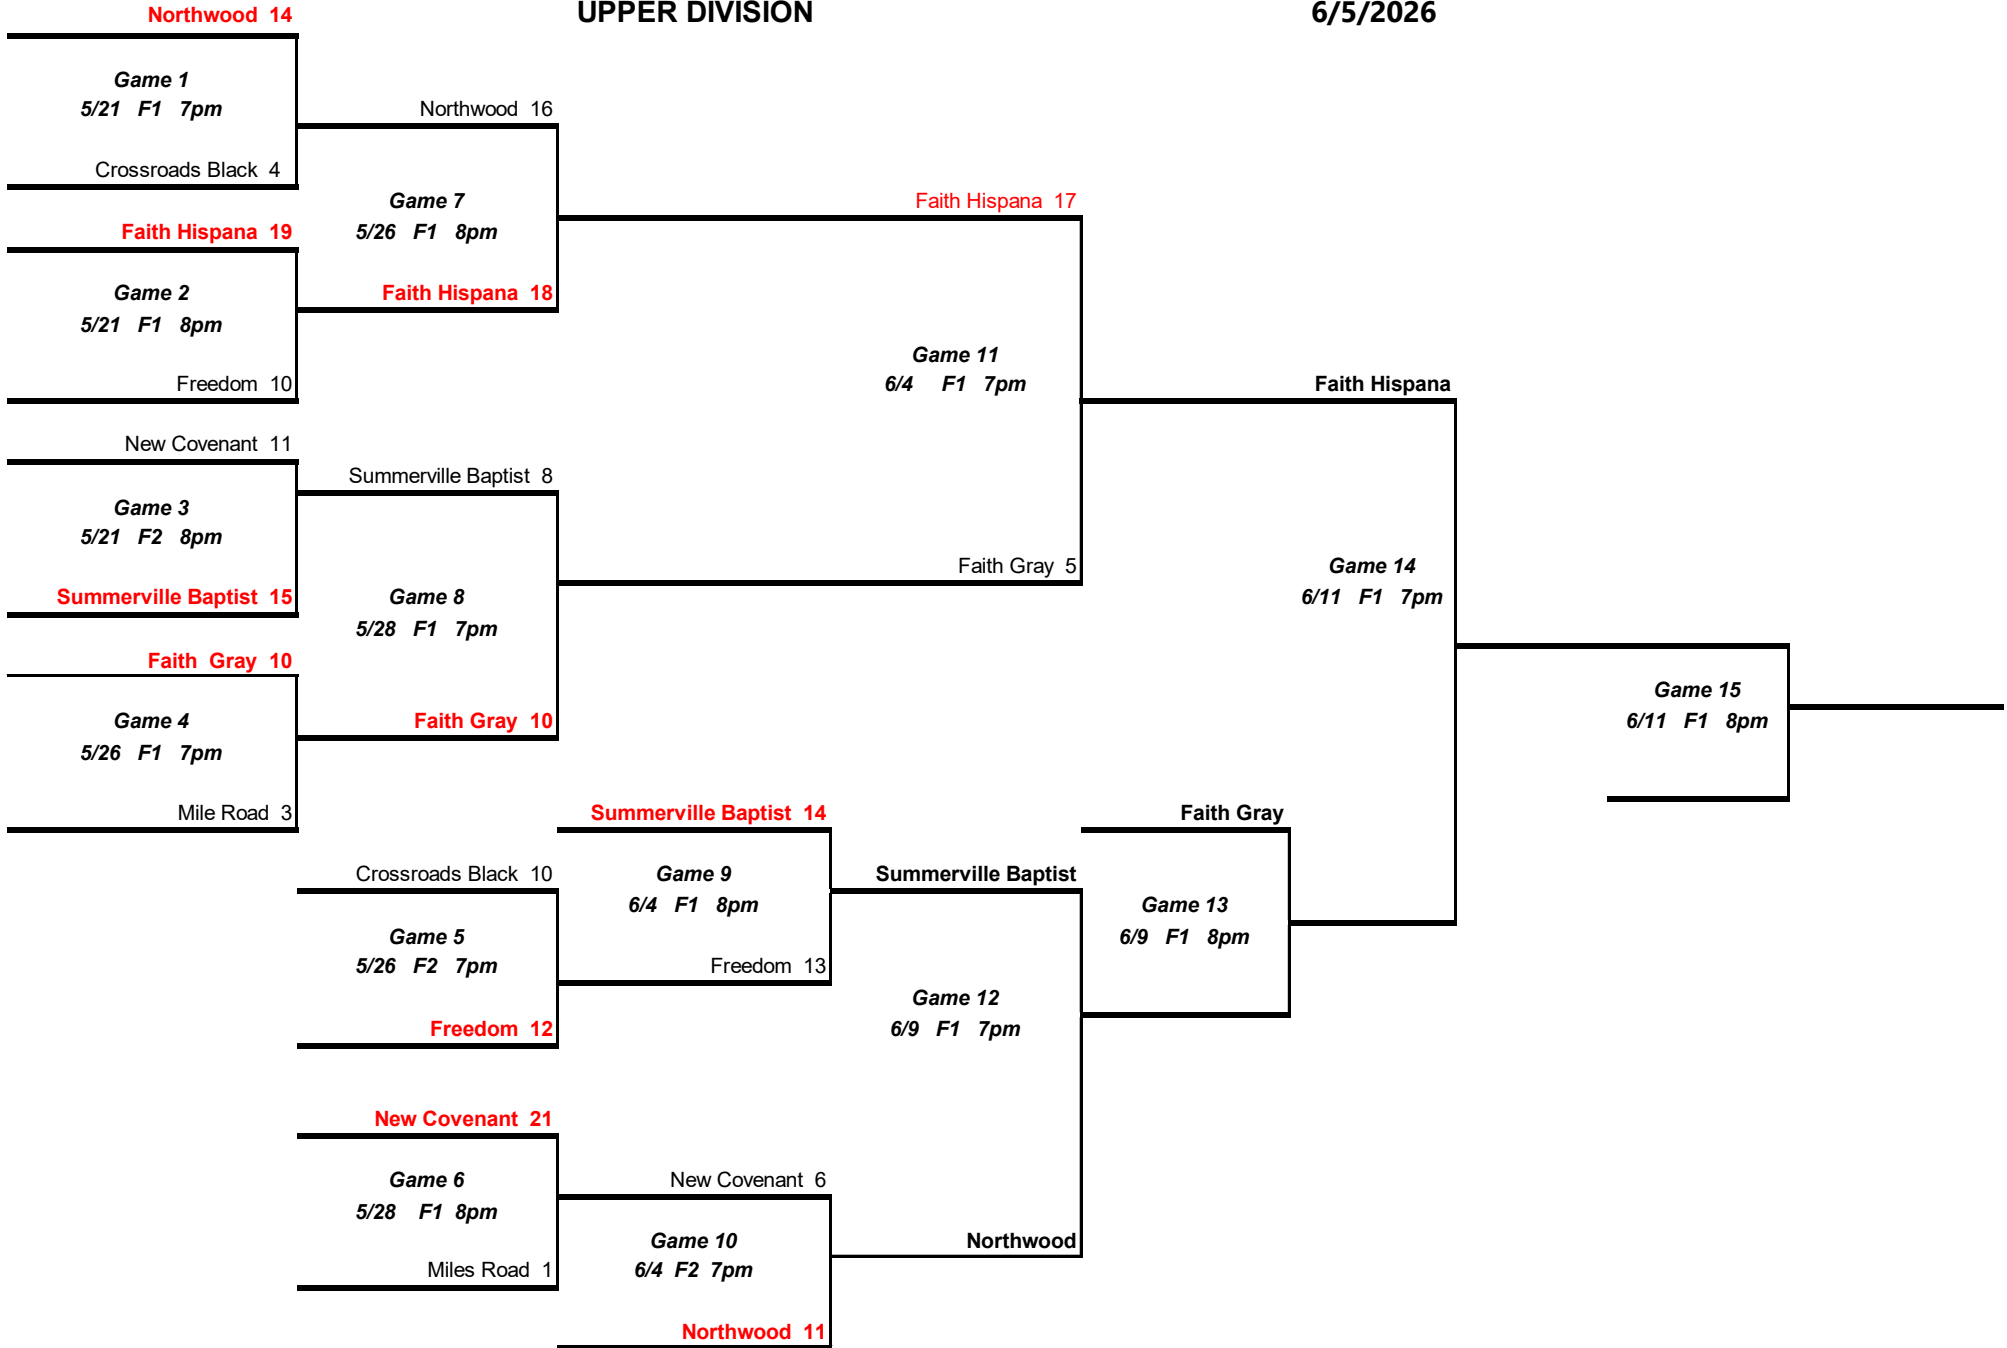 UPPER DIVISION
6/5/2026
Northwood 14
Game 1
5/21 F1 7pm
Crossroads Black 4
Faith Hispana 19
Game 2
5/21 F1 8pm
Freedom 10
New Covenant 11
Game 3
5/21 F2 8pm
Summerville Baptist 15
Faith Gray 10
Game 4
5/26 F1 7pm
Mile Road 3
Northwood 16
Game 7
5/26 F1 8pm
Faith Hispana 18
Summerville Baptist 8
Game 8
5/28 F1 7pm
Faith Gray 10
Crossroads Black 10
Game 5
5/26 F2 7pm
Freedom 12
New Covenant 21
Game 6
5/28 F1 8pm
Miles Road 1
Summerville Baptist 14
Game 9
6/4 F1 8pm
Freedom 13
New Covenant 6
Game 10
6/4 F2 7pm
Northwood 11
Faith Hispana 17
Game 11
6/4 F1 7pm
Faith Gray 5
Summerville Baptist
Game 12
6/9 F1 7pm
Northwood
Faith Gray
Game 13
6/9 F1 8pm
Faith Hispana
Game 14
6/11 F1 7pm
Game 15
6/11 F1 8pm